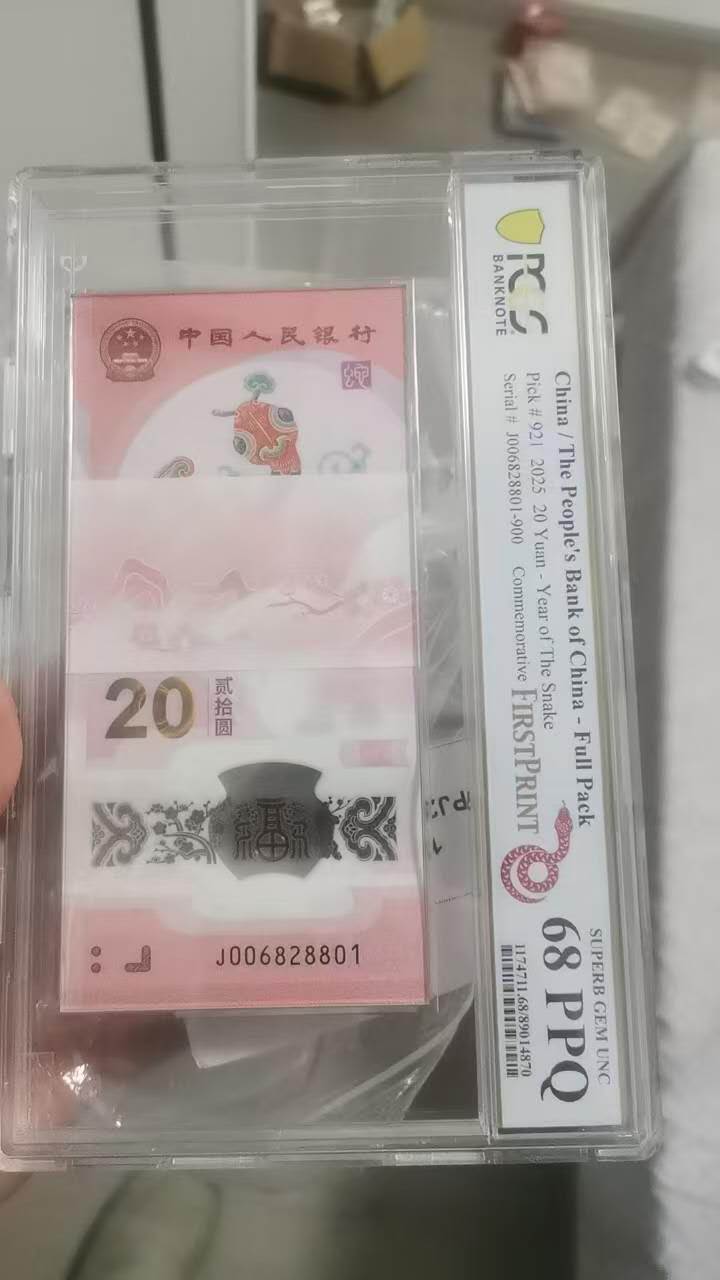 中国人民银行
20
贰拾圆
福
J006828801
PCGS
BANKNOTE
China / The People's Bank of China - Full Pack
Pick # 921 2025 20 Yuan - Year of The Snake
Serial # J006828801-900 Commemorative FIRSTPRINT
SUPERB GEM UNC
68 PPQ
1174711.68/89014870